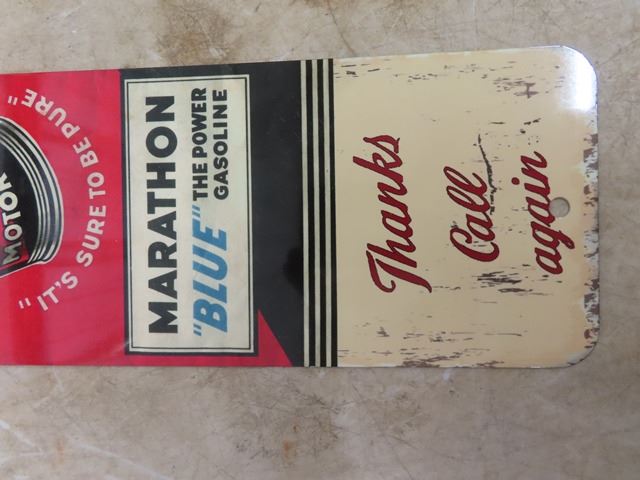 MOTOR
"IT'S SURE TO BE PURE"
MARATHON
"BLUE" THE POWER
GASOLINE
Thanks
Call
again